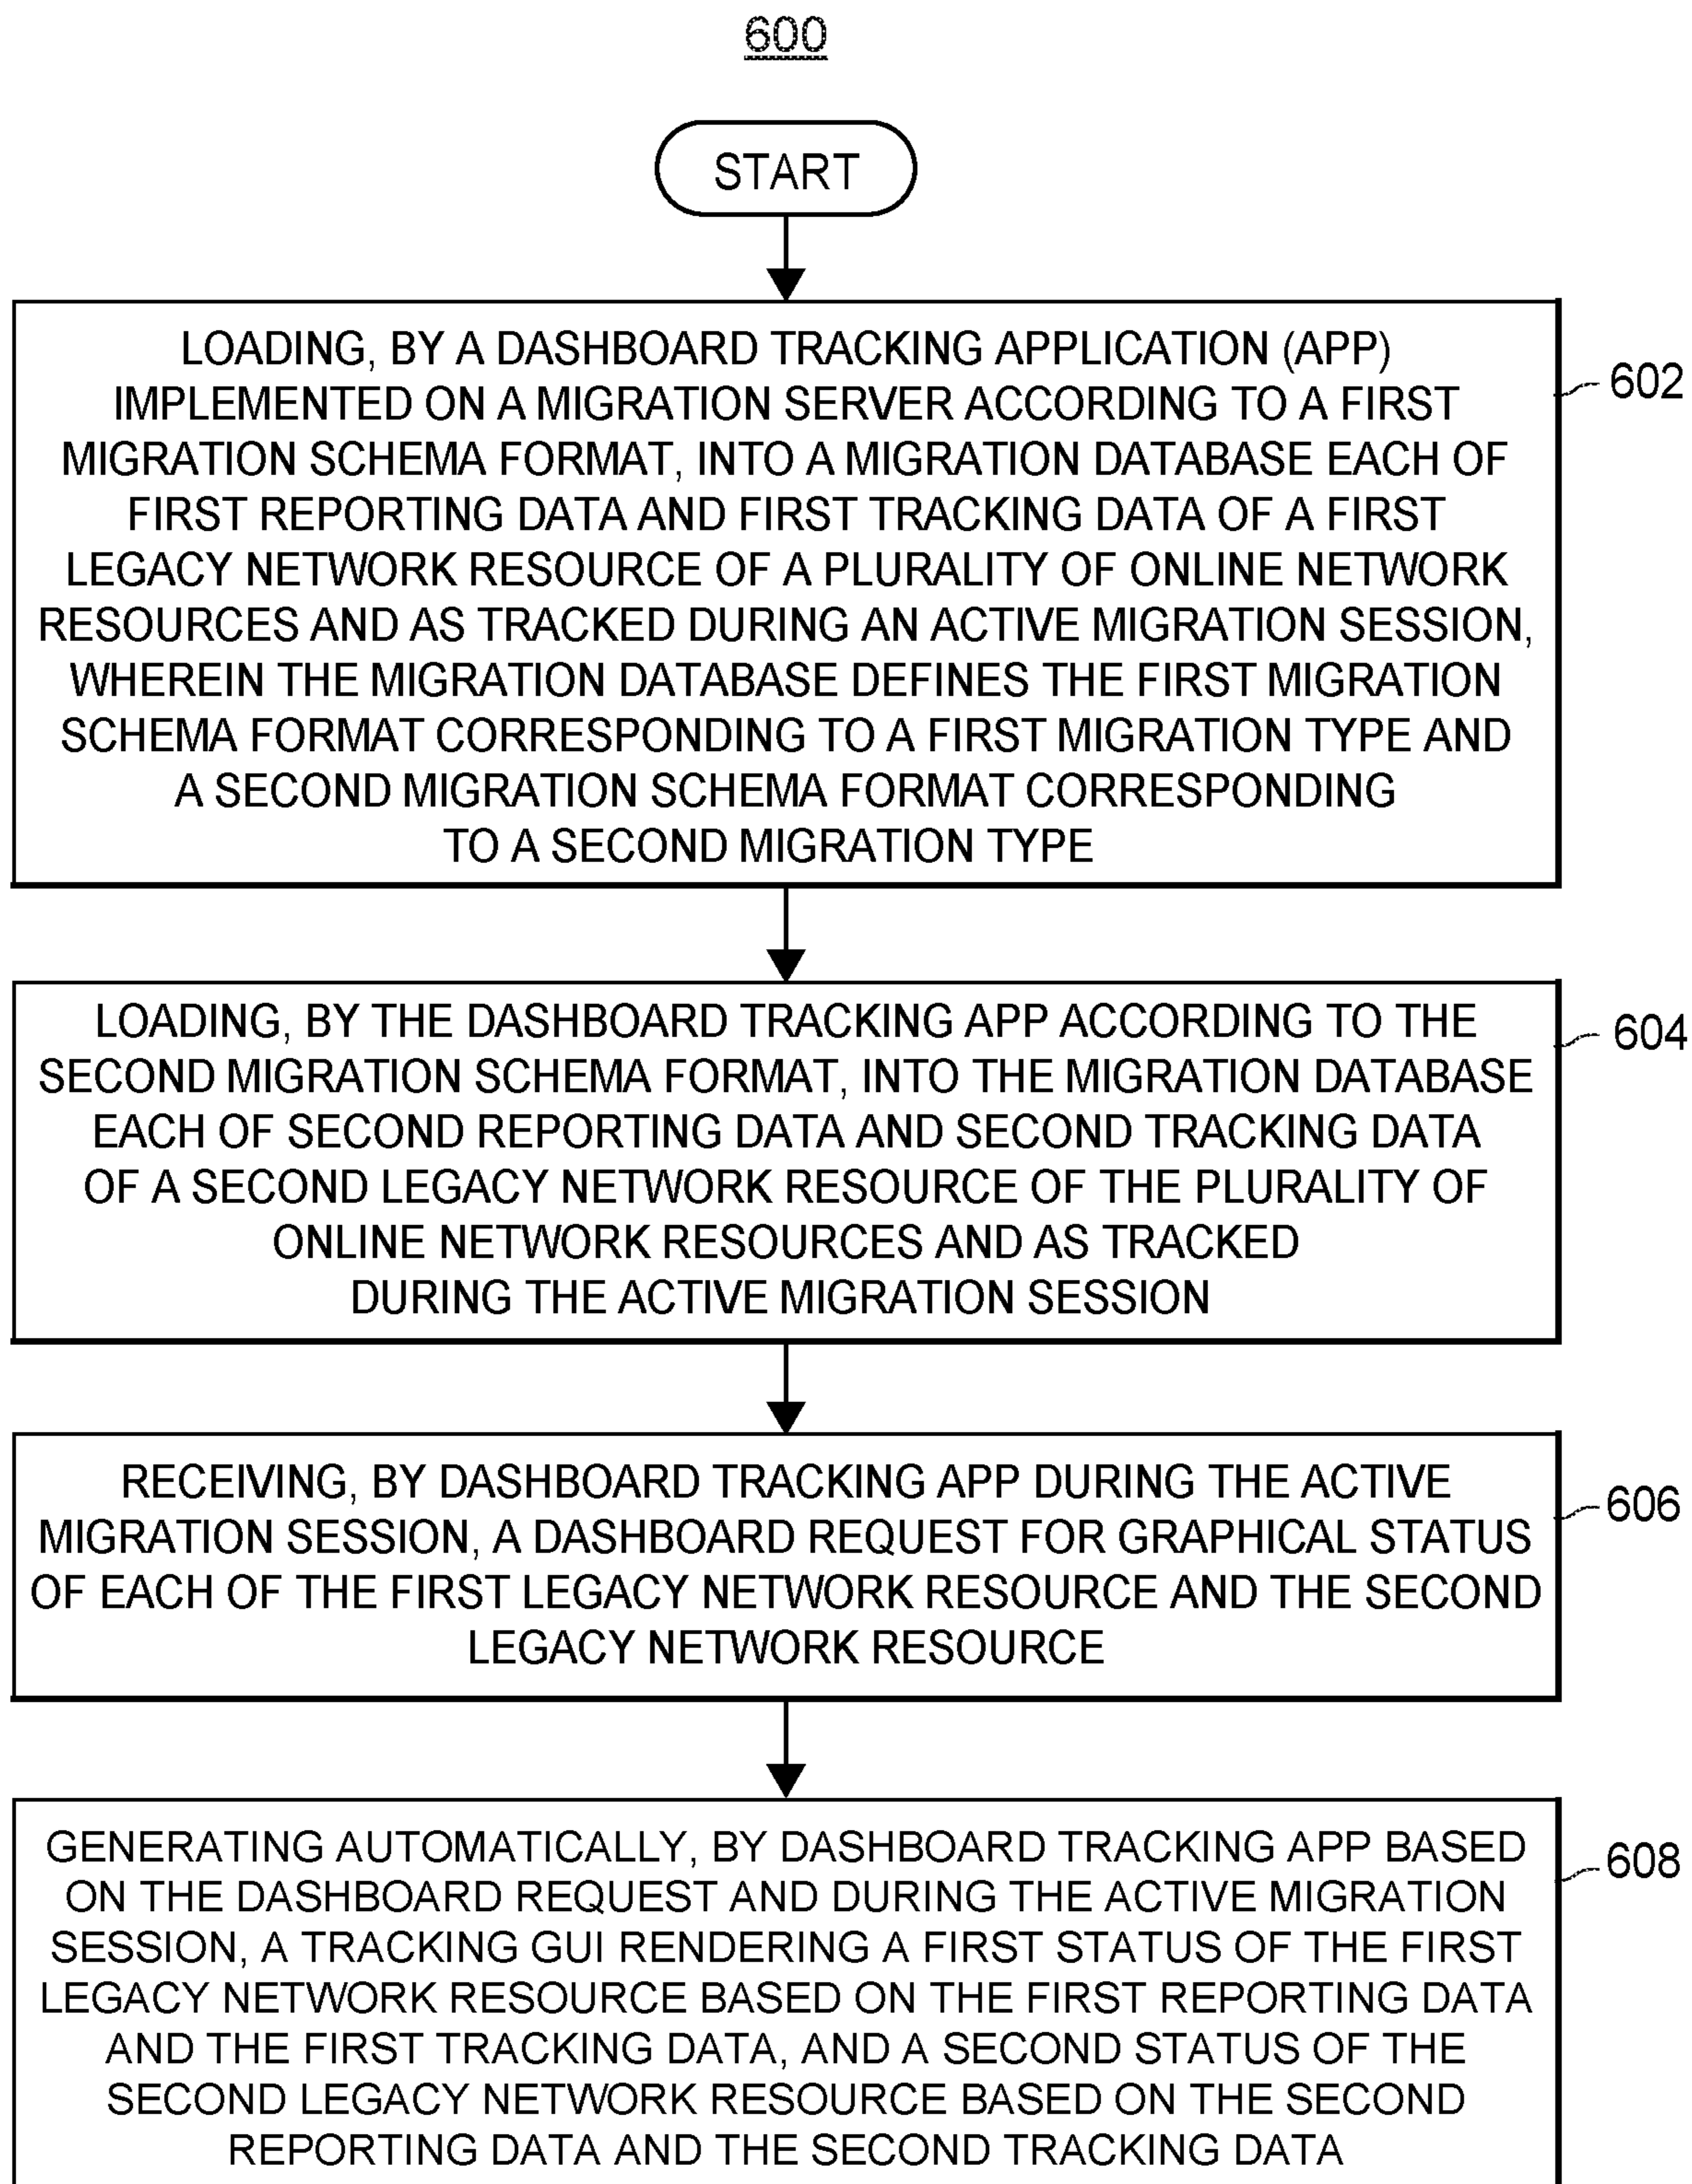 600
START
LOADING, BY A DASHBOARD TRACKING APPLICATION (APP)
IMPLEMENTED ON A MIGRATION SERVER ACCORDING TO A FIRST
MIGRATION SCHEMA FORMAT, INTO A MIGRATION DATABASE EACH OF
FIRST REPORTING DATA AND FIRST TRACKING DATA OF A FIRST
LEGACY NETWORK RESOURCE OF A PLURALITY OF ONLINE NETWORK
RESOURCES AND AS TRACKED DURING AN ACTIVE MIGRATION SESSION,
WHEREIN THE MIGRATION DATABASE DEFINES THE FIRST MIGRATION
SCHEMA FORMAT CORRESPONDING TO A FIRST MIGRATION TYPE AND
A SECOND MIGRATION SCHEMA FORMAT CORRESPONDING
TO A SECOND MIGRATION TYPE
602
LOADING, BY THE DASHBOARD TRACKING APP ACCORDING TO THE
SECOND MIGRATION SCHEMA FORMAT, INTO THE MIGRATION DATABASE
EACH OF SECOND REPORTING DATA AND SECOND TRACKING DATA
OF A SECOND LEGACY NETWORK RESOURCE OF THE PLURALITY OF
ONLINE NETWORK RESOURCES AND AS TRACKED
DURING THE ACTIVE MIGRATION SESSION
604
RECEIVING, BY DASHBOARD TRACKING APP DURING THE ACTIVE
MIGRATION SESSION, A DASHBOARD REQUEST FOR GRAPHICAL STATUS
OF EACH OF THE FIRST LEGACY NETWORK RESOURCE AND THE SECOND
LEGACY NETWORK RESOURCE
606
GENERATING AUTOMATICALLY, BY DASHBOARD TRACKING APP BASED
ON THE DASHBOARD REQUEST AND DURING THE ACTIVE MIGRATION
SESSION, A TRACKING GUI RENDERING A FIRST STATUS OF THE FIRST
LEGACY NETWORK RESOURCE BASED ON THE FIRST REPORTING DATA
AND THE FIRST TRACKING DATA, AND A SECOND STATUS OF THE
SECOND LEGACY NETWORK RESOURCE BASED ON THE SECOND
REPORTING DATA AND THE SECOND TRACKING DATA
608